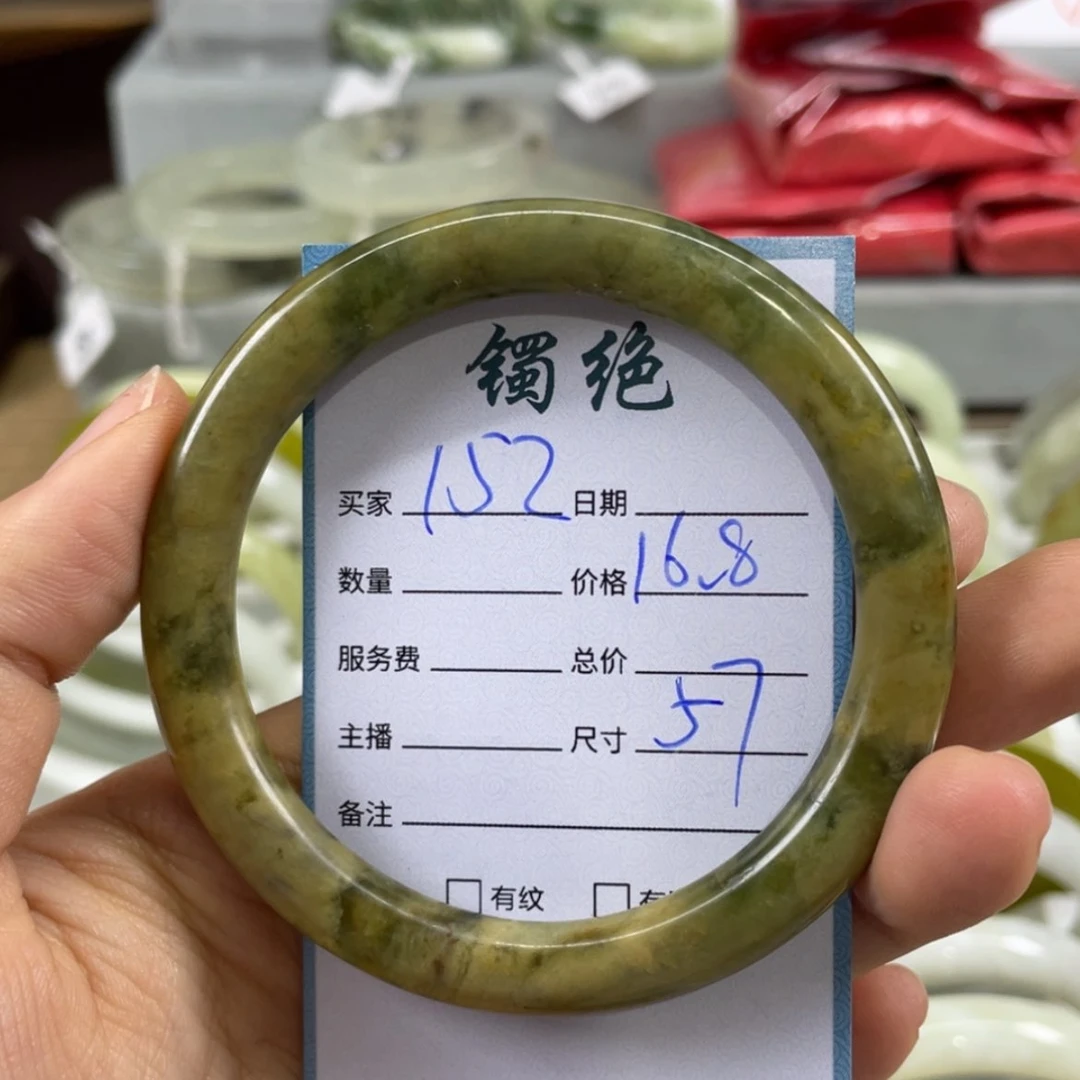 镯绝
买家 152 日期
数量 价格 16.8
服务费 总价
主播 尺寸 57
备注
有纹